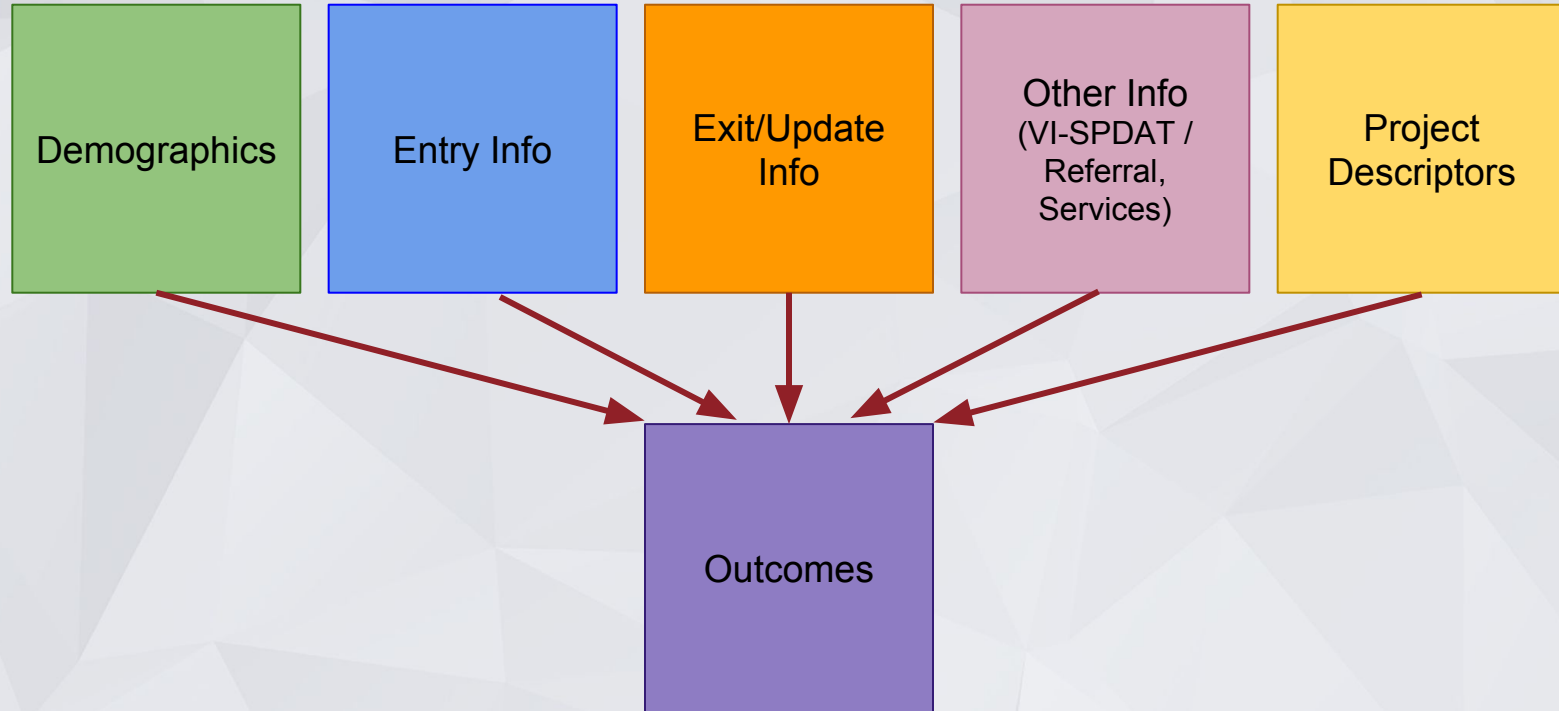 Demographics
Entry Info
Exit/Update
Info
Other Info
(VI-SPDAT /
Referral,
Services)
Project
Descriptors
Outcomes